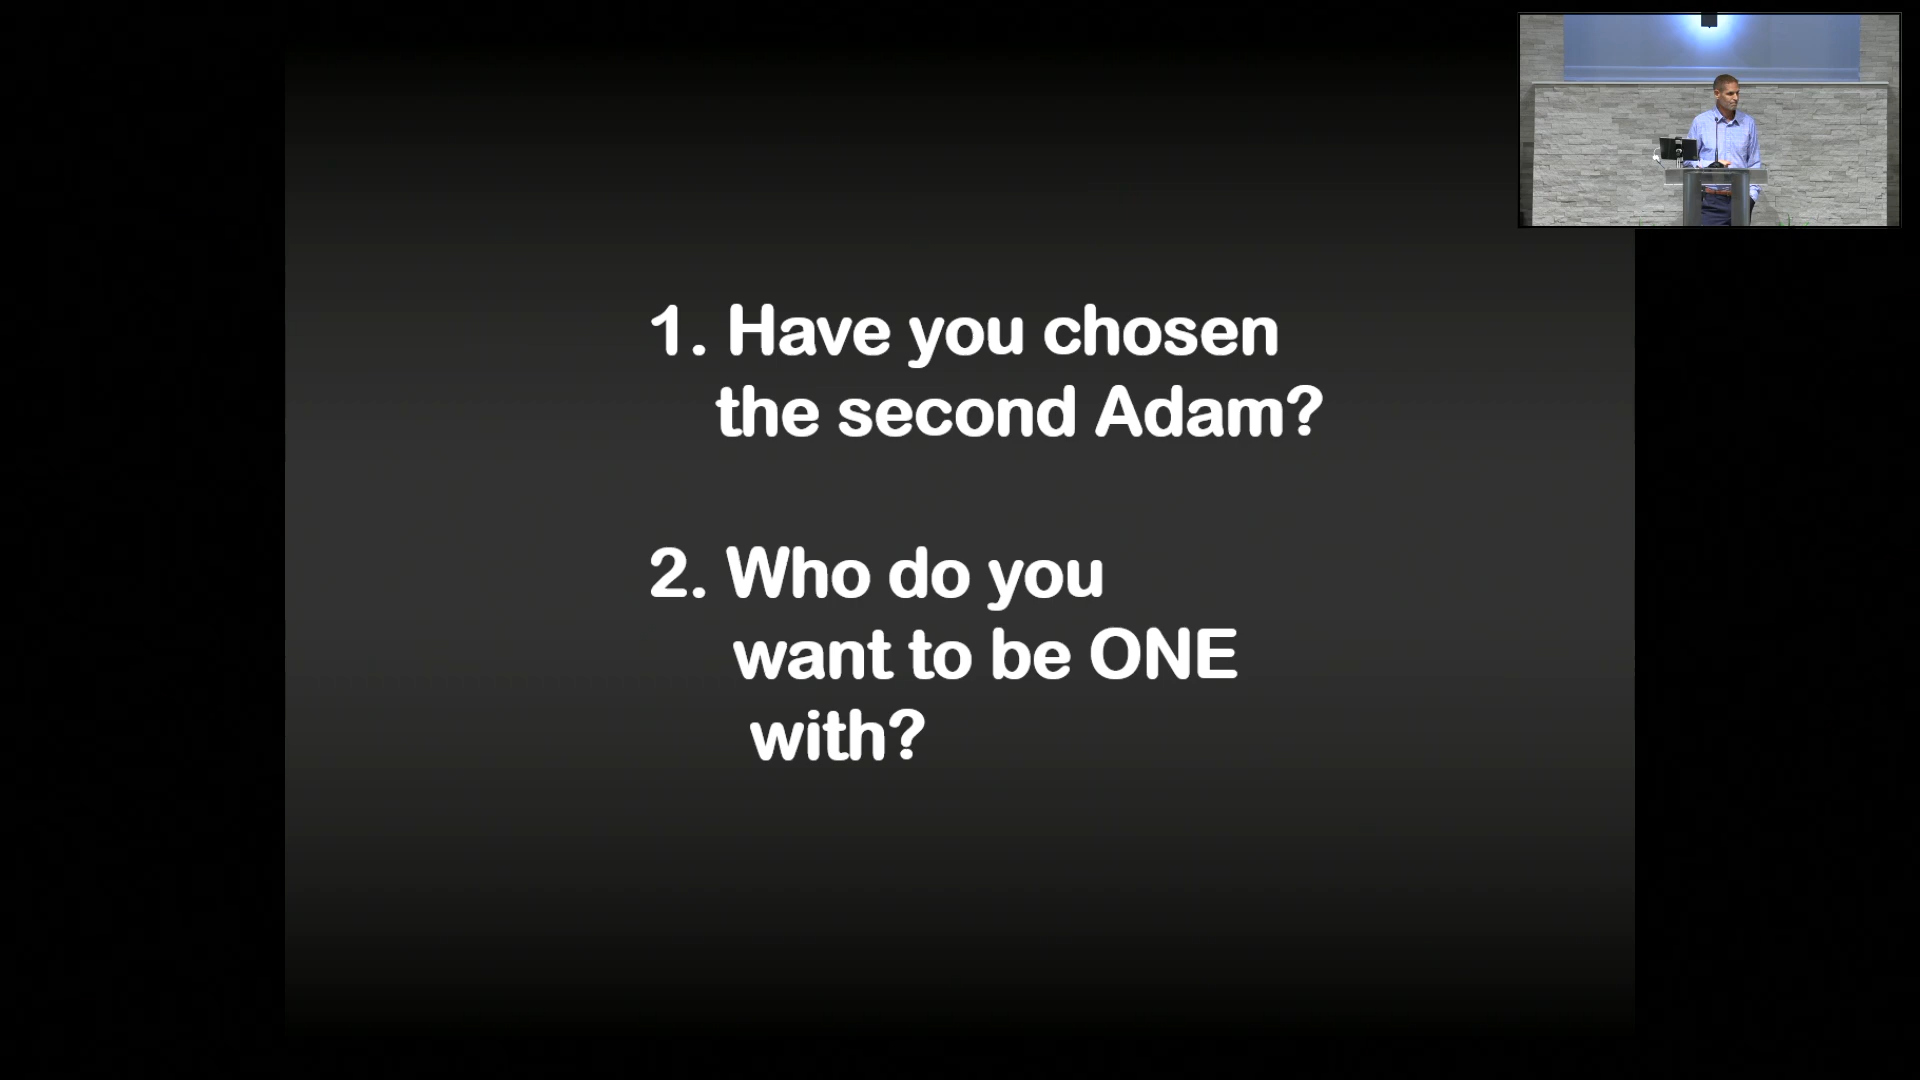 1. Have you chosen
the second Adam?
2. Who do you
want to be ONE
with?